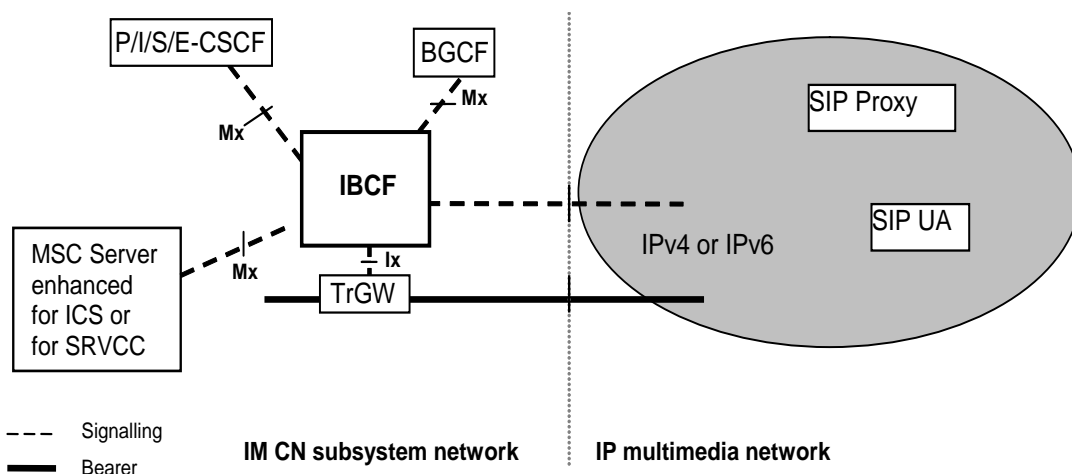 P/I/S/E-CSCF
BGCF
SIP Proxy
Mx
Mx
IBCF
SIP UA
MSC Server
enhanced
for ICS or
for SRVCC
Mx
Ix
IPv4 or IPv6
TrGW
Signalling
Bearer
IM CN subsystem network
IP multimedia network